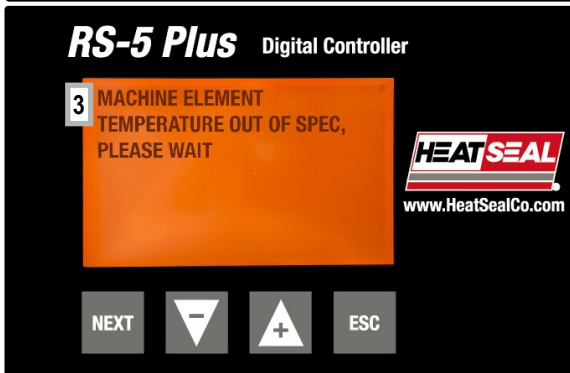 RS-5 Plus Digital Controller
3
MACHINE ELEMENT
TEMPERATURE OUT OF SPEC,
PLEASE WAIT
HEAT SEAL
www.HeatSealCo.com
NEXT
−
+
ESC